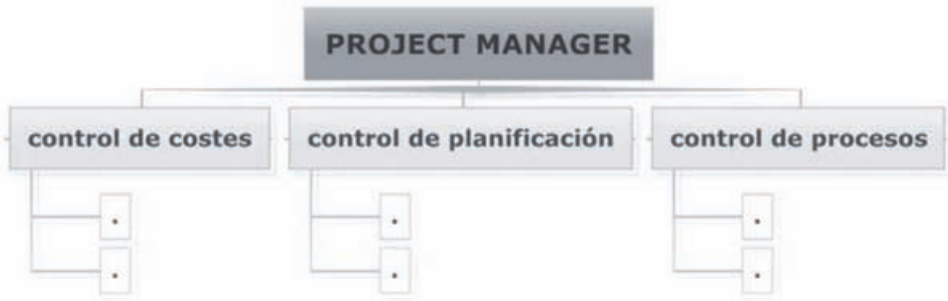 PROJECT MANAGER
control de costes
control de planificación
control de procesos
.
.
.
.
.
.